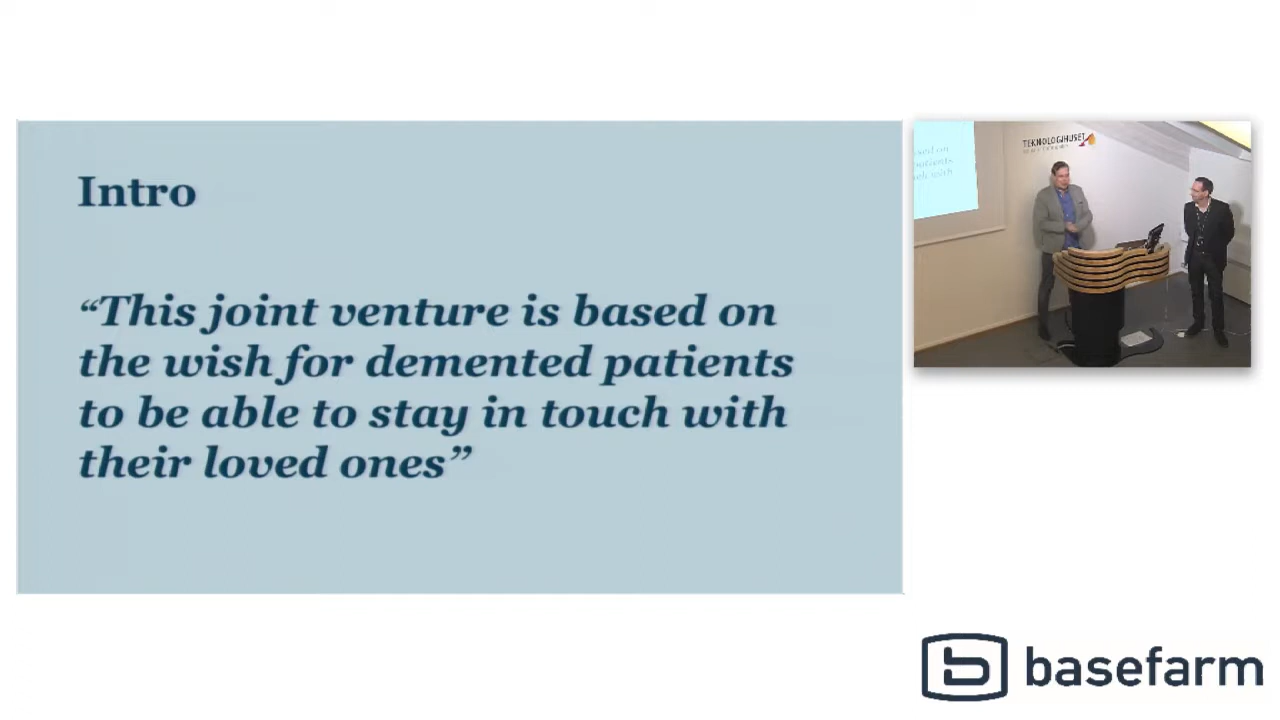 Intro
“This joint venture is based on
the wish for demented patients
to be able to stay in touch with
their loved ones”
TEKNOLOGIHUSET
basefarm